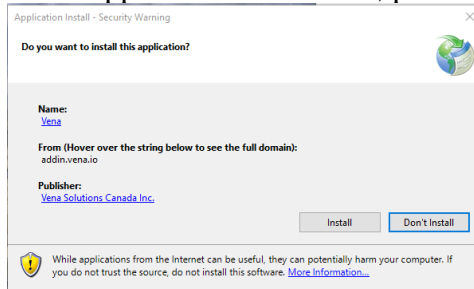 Application Install - Security Warning
Do you want to install this application?
Name:
Vena
From (Hover over the string below to see the full domain):
addin.vena.io
Publisher:
Vena Solutions Canada Inc.
Install Don't Install
While applications from the Internet can be useful, they can potentially harm your computer. If
you do not trust the source, do not install this software. More Information...